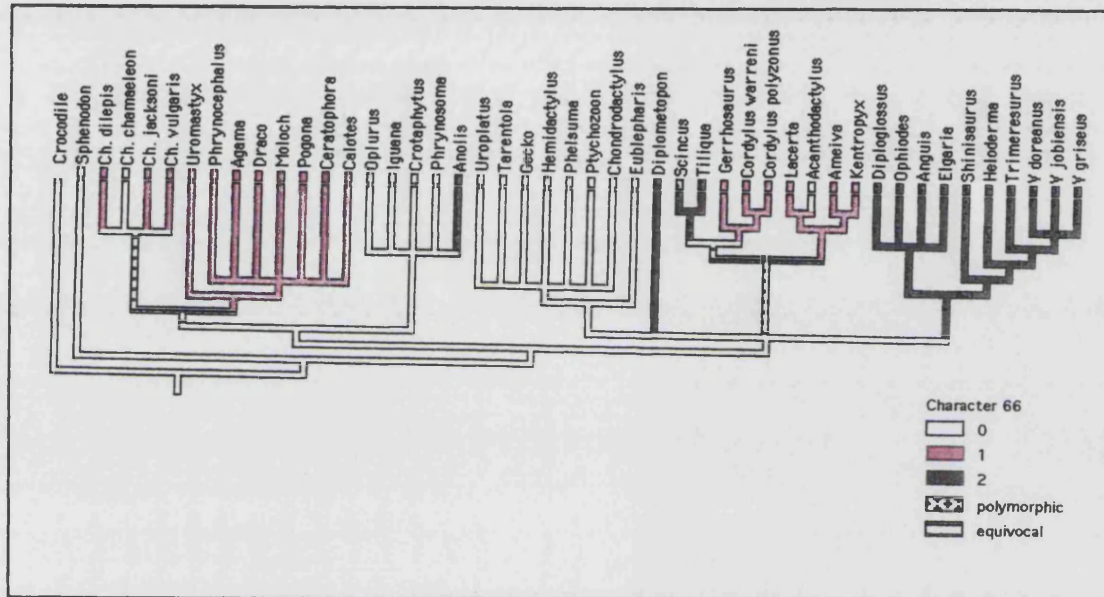 Crocodile
Sphenodon
Ch. dilepis
Ch. chamaeleon
Ch. jacksoni
Ch. vulgaris
Uromastyx
Phrynocephalus
Agama
Draco
Moloch
Pogona
Ceratophora
Calotes
Oplurus
Iguana
Crotaphytus
Phrynosoma
Anolis
Uroplatus
Tarentola
Gecko
Hemidactylus
Phelsuma
Ptychozoon
Chondrodactylus
Eublepharis
Diplometopon
Scincus
Tiliqua
Gerrhosaurus
Cordylus warreni
Cordylus polyzonus
Lacerta
Acanthodactylus
Ameiva
Kentropyx
Diploglossus
Ophiodes
Anguis
Elgaria
Shinisaurus
Heloderma
Trimeresurus
V doreanus
V jobiensis
V griseus
Character 66
0
1
2
polymorphic
equivocal